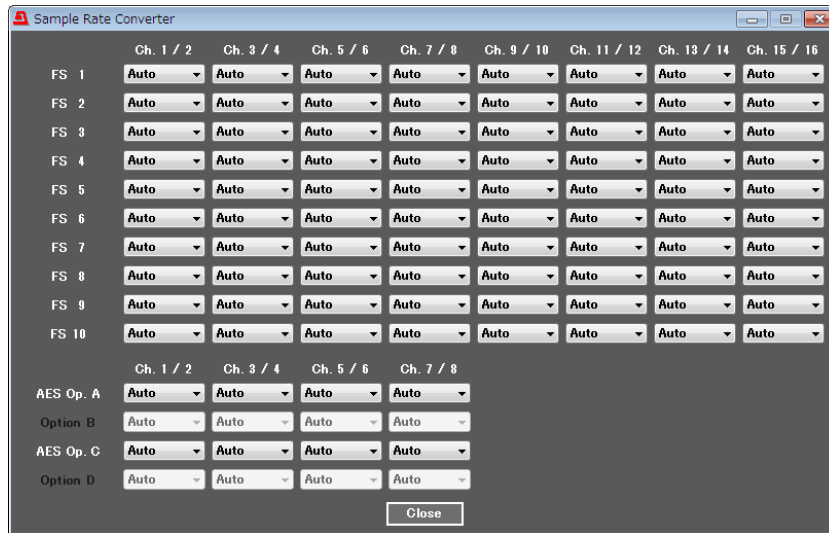 Sample Rate Converter
Ch. 1 / 2 Ch. 3 / 4 Ch. 5 / 6 Ch. 7 / 8 Ch. 9 / 10 Ch. 11 / 12 Ch. 13 / 14 Ch. 15 / 16
FS 1 Auto Auto Auto Auto Auto Auto Auto Auto
FS 2 Auto Auto Auto Auto Auto Auto Auto Auto
FS 3 Auto Auto Auto Auto Auto Auto Auto Auto
FS 4 Auto Auto Auto Auto Auto Auto Auto Auto
FS 5 Auto Auto Auto Auto Auto Auto Auto Auto
FS 6 Auto Auto Auto Auto Auto Auto Auto Auto
FS 7 Auto Auto Auto Auto Auto Auto Auto Auto
FS 8 Auto Auto Auto Auto Auto Auto Auto Auto
FS 9 Auto Auto Auto Auto Auto Auto Auto Auto
FS 10 Auto Auto Auto Auto Auto Auto Auto Auto
Ch. 1 / 2 Ch. 3 / 4 Ch. 5 / 6 Ch. 7 / 8
AES Op. A Auto Auto Auto Auto
Option B Auto Auto Auto Auto
AES Op. C Auto Auto Auto Auto
Option D Auto Auto Auto Auto
Close